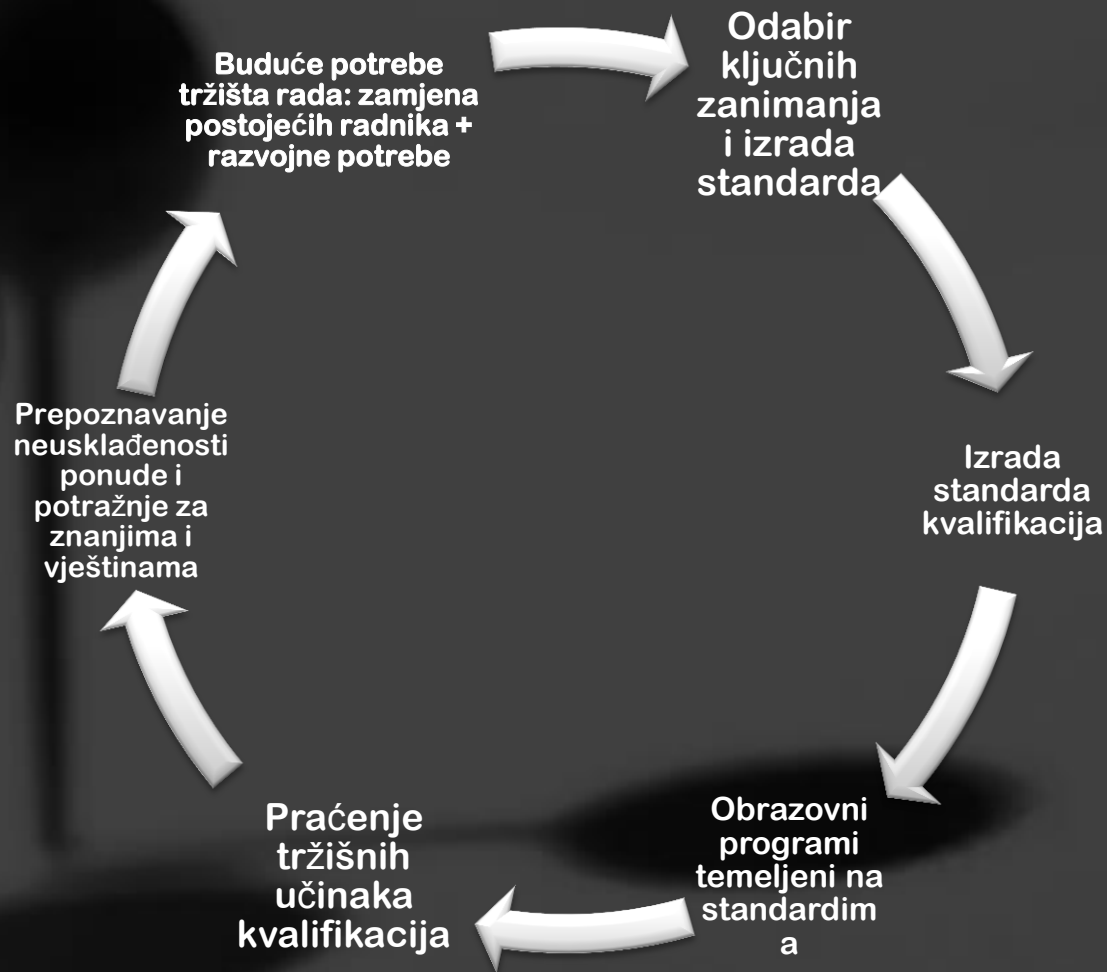 Buduće potrebe
tržišta rada: zamjena
postojećih radnika +
razvojne potrebe
Odabir
ključnih
zanimanja
i izrada
standarda
Izrada
standarda
kvalifikacija
Obrazovni
programi
temeljeni na
standardim
a
Praćenje
tržišnih
učinaka
kvalifikacija
Prepoznavanje
neusklađenosti
ponude i
potražnje za
znanjima i
vještinama